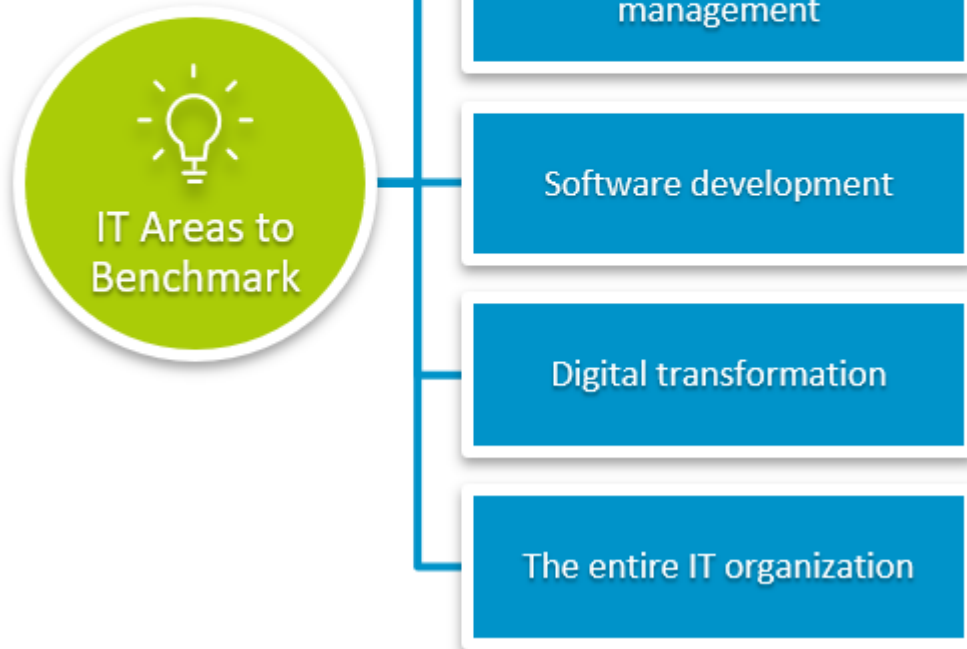 IT Areas to
Benchmark
management
Software development
Digital transformation
The entire IT organization